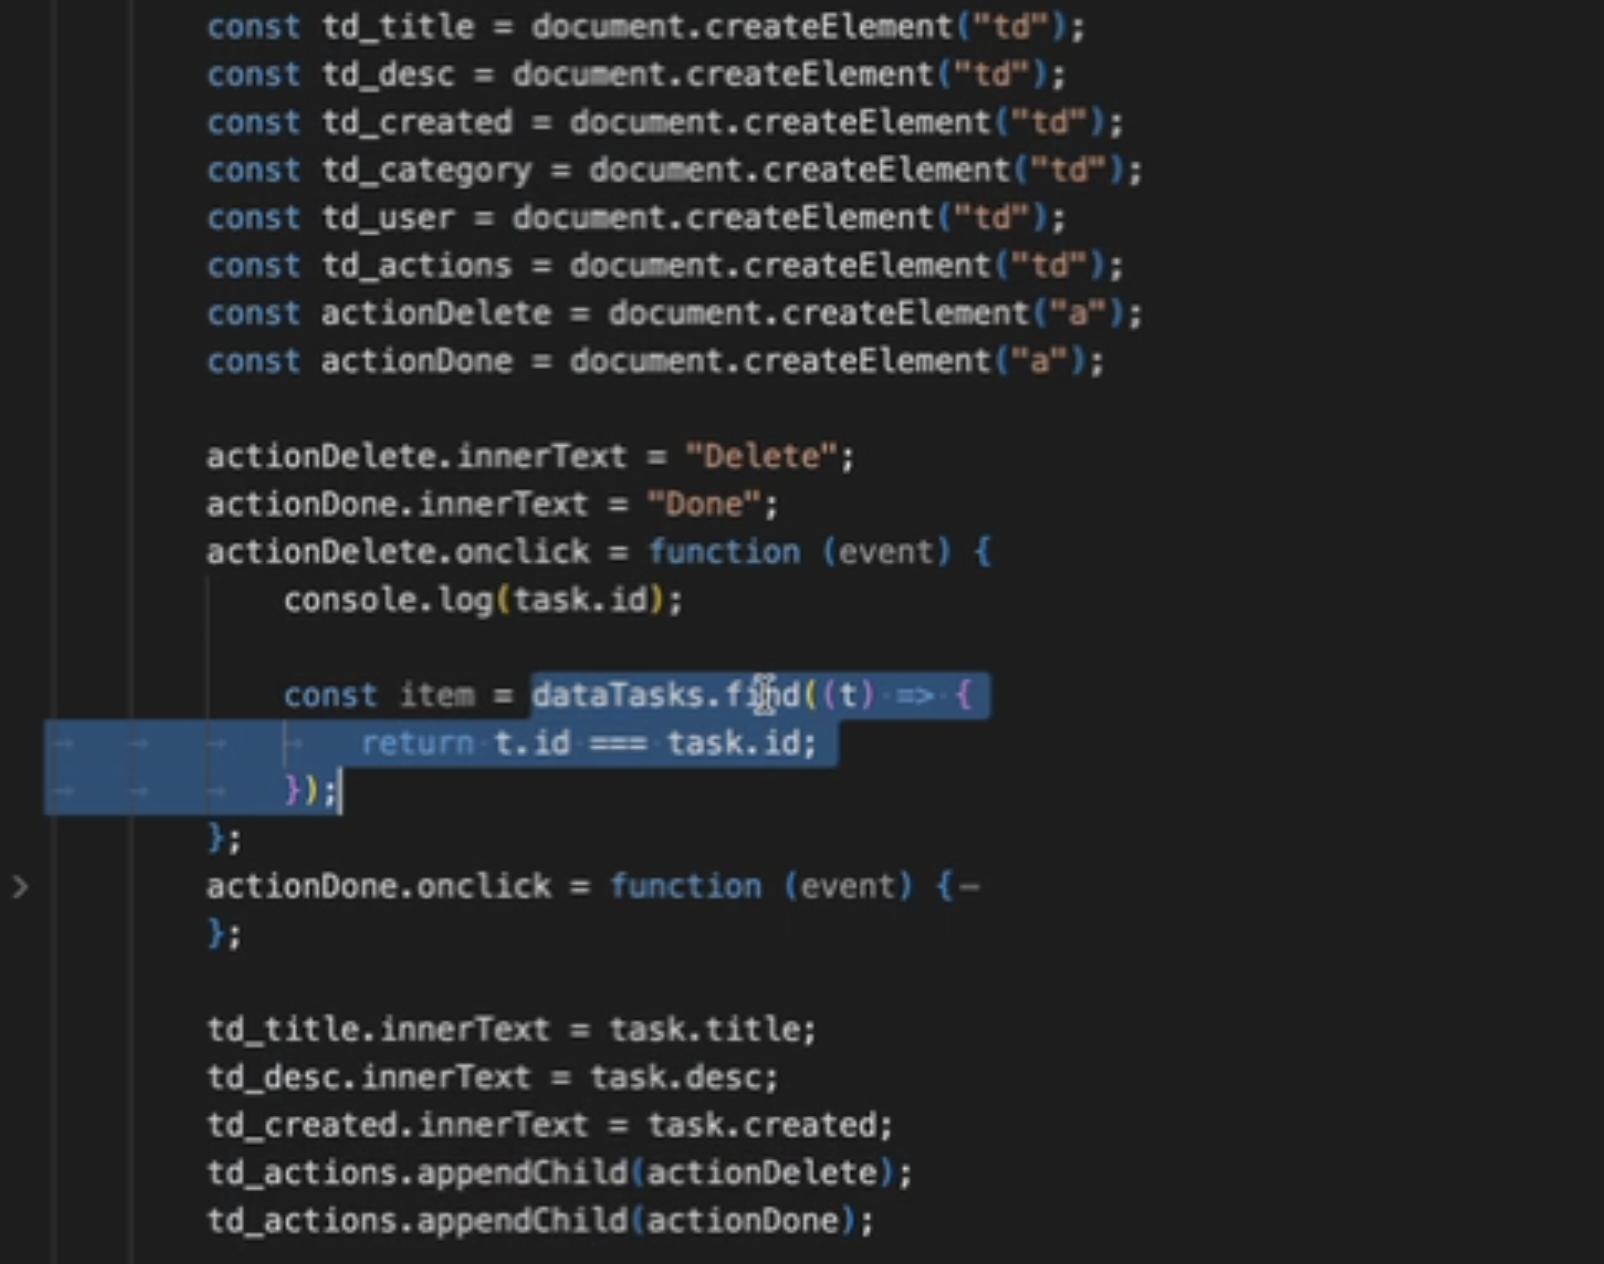 const td_title = document.createElement("td");
const td_desc = document.createElement("td");
const td_created = document.createElement("td");
const td_category = document.createElement("td");
const td_user = document.createElement("td");
const td_actions = document.createElement("td");
const actionDelete = document.createElement("a");
const actionDone = document.createElement("a");
actionDelete.innerText = "Delete";
actionDone.innerText = "Done";
actionDelete.onclick = function (event) {
console.log(task.id);
const item = dataTasks.find((t) => {
return t.id === task.id;
});
};
actionDone.onclick = function (event) {
};
td_title.innerText = task.title;
td_desc.innerText = task.desc;
td_created.innerText = task.created;
td_actions.appendChild(actionDelete);
td_actions.appendChild(actionDone);